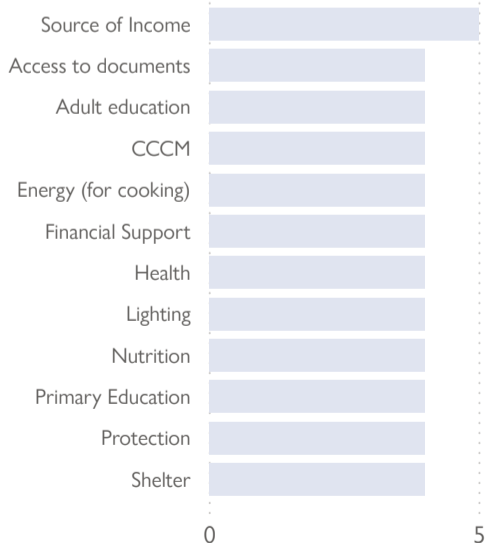 Source of Income
Access to documents
Adult education
CCCM
Energy (for cooking)
Financial Support
Health
Lighting
Nutrition
Primary Education
Protection
Shelter
0 5